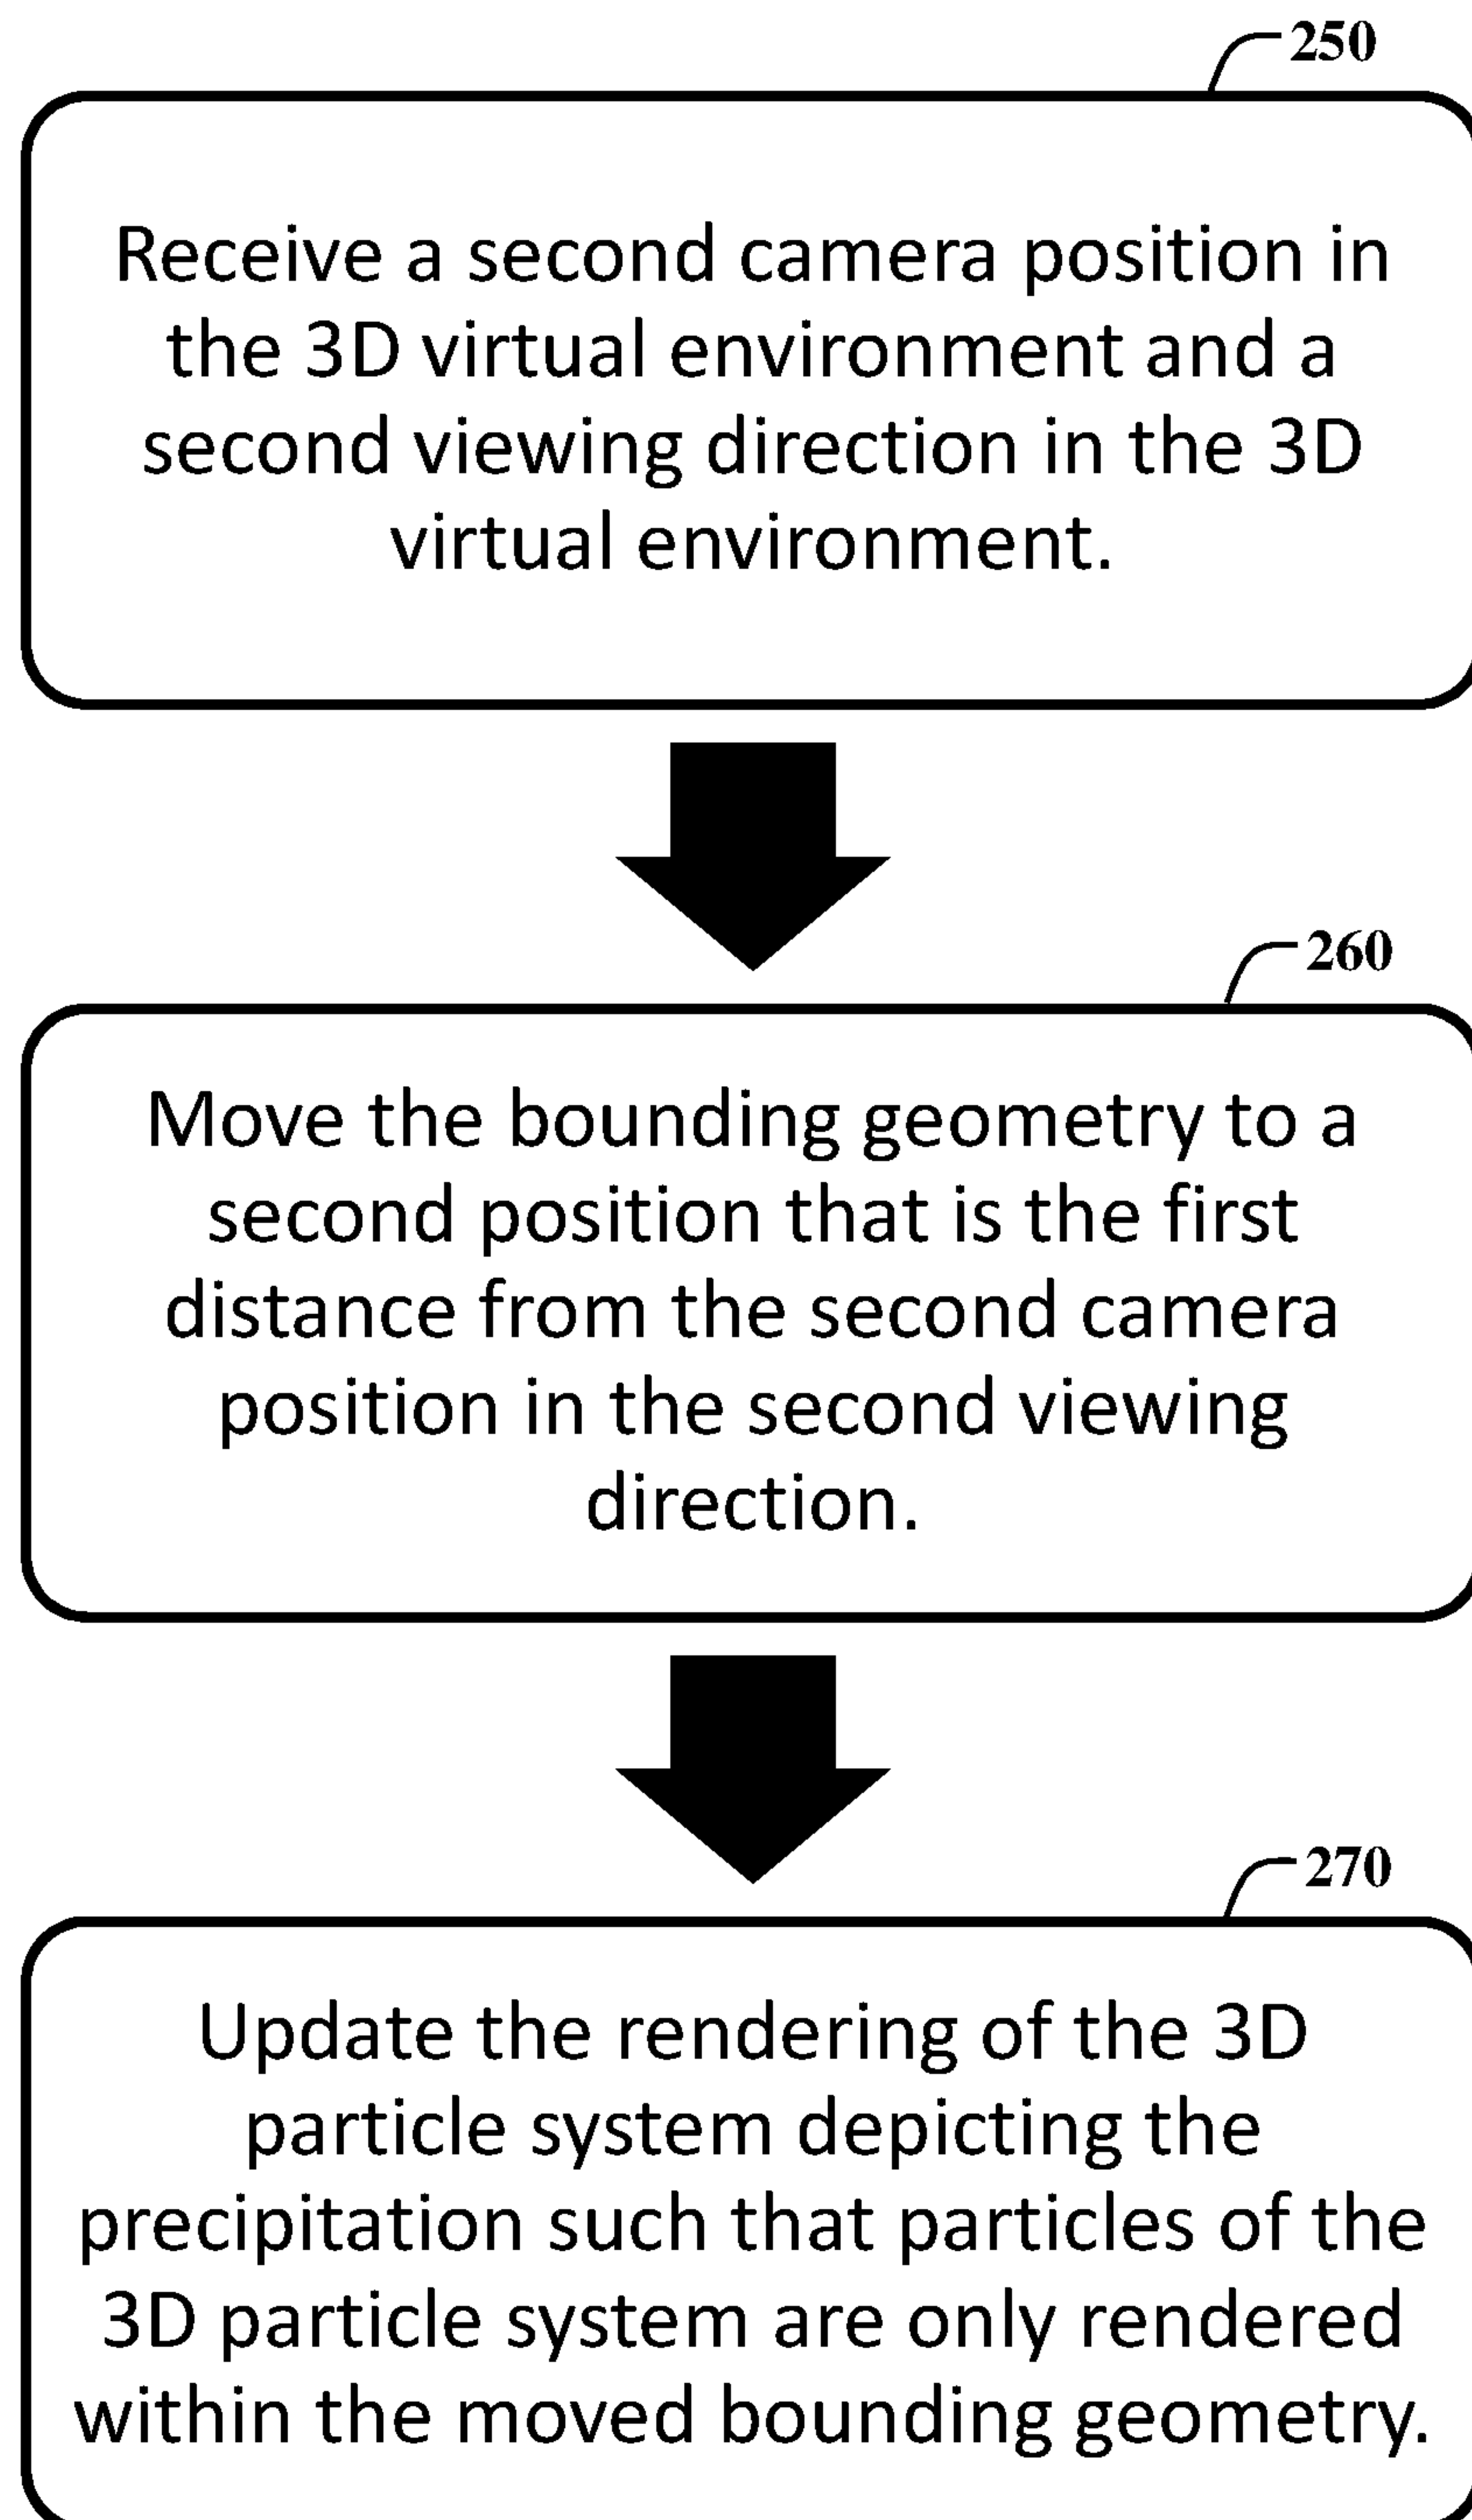 250
Receive a second camera position in
the 3D virtual environment and a
second viewing direction in the 3D
virtual environment.
260
Move the bounding geometry to a
second position that is the first
distance from the second camera
position in the second viewing
direction.
270
Update the rendering of the 3D
particle system depicting the
precipitation such that particles of the
3D particle system are only rendered
within the moved bounding geometry.